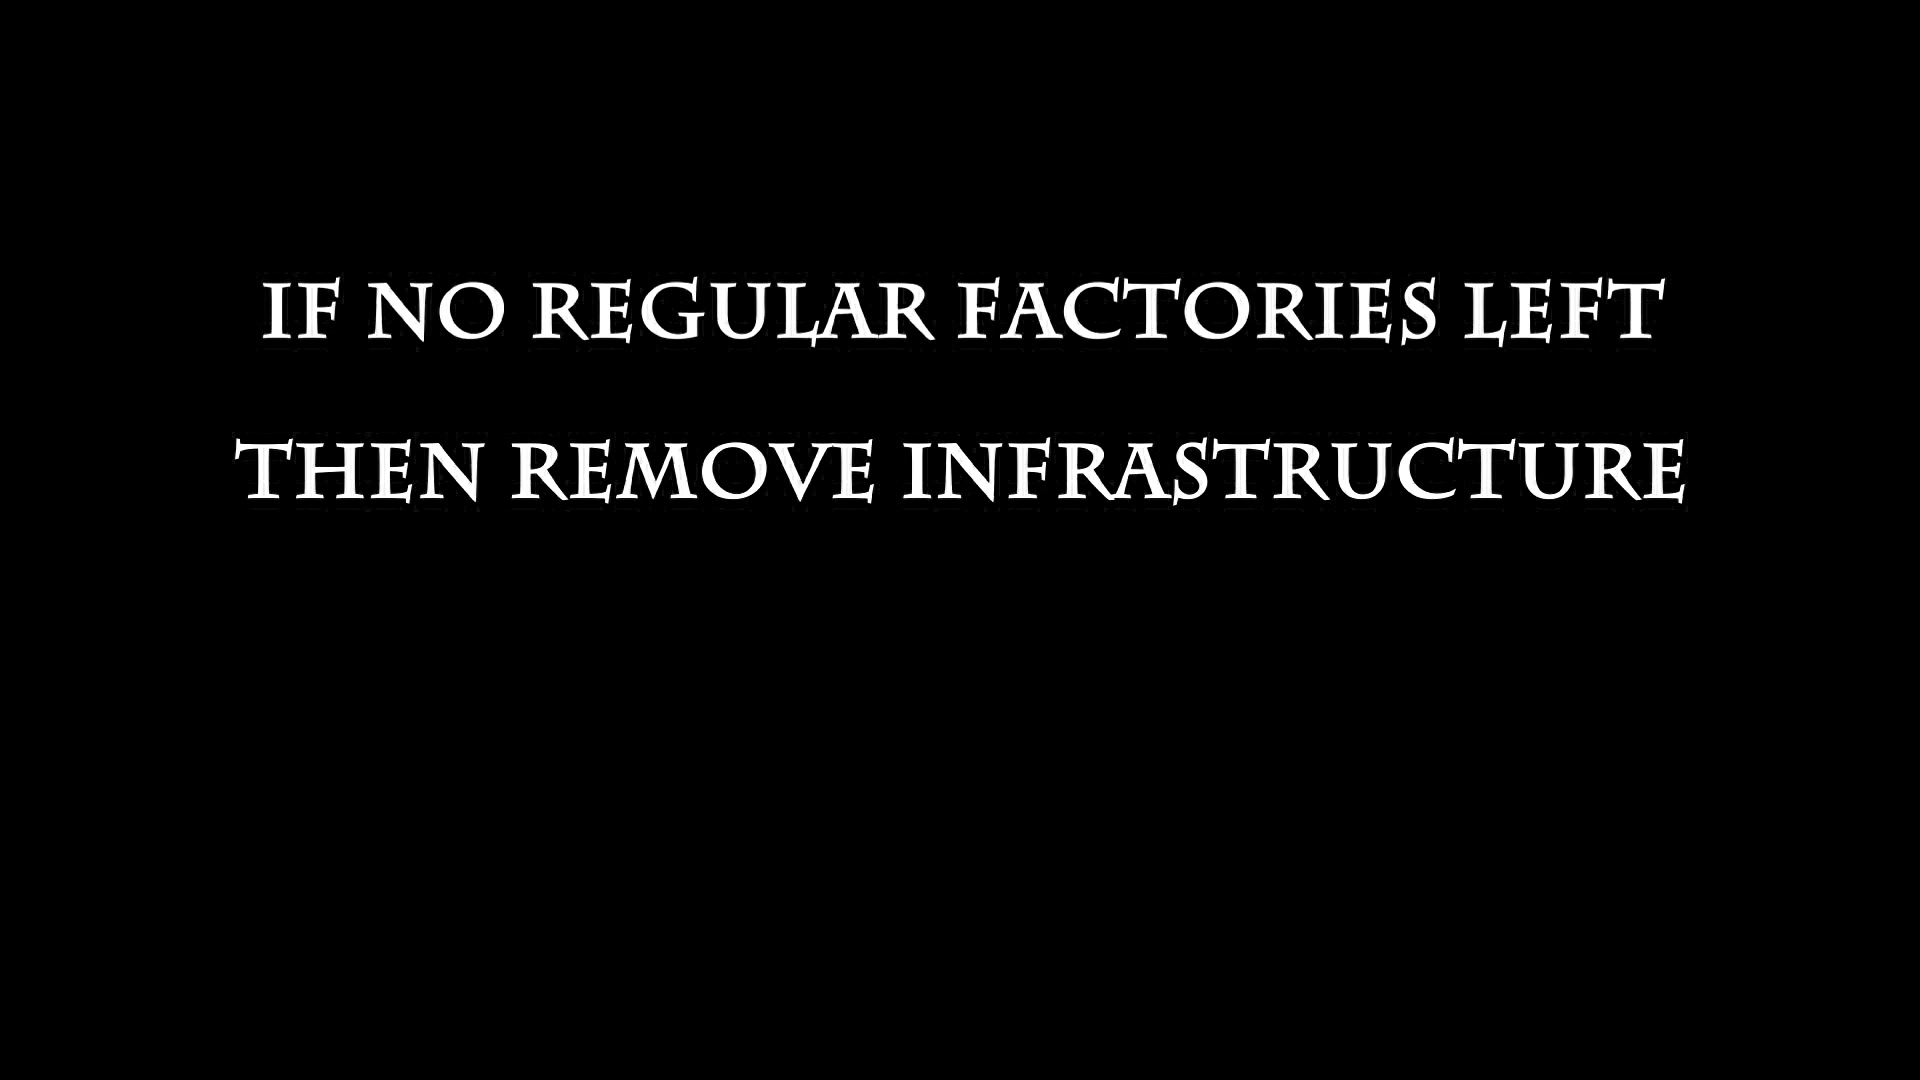 IF NO REGULAR FACTORIES LEFT
THEN REMOVE INFRASTRUCTURE